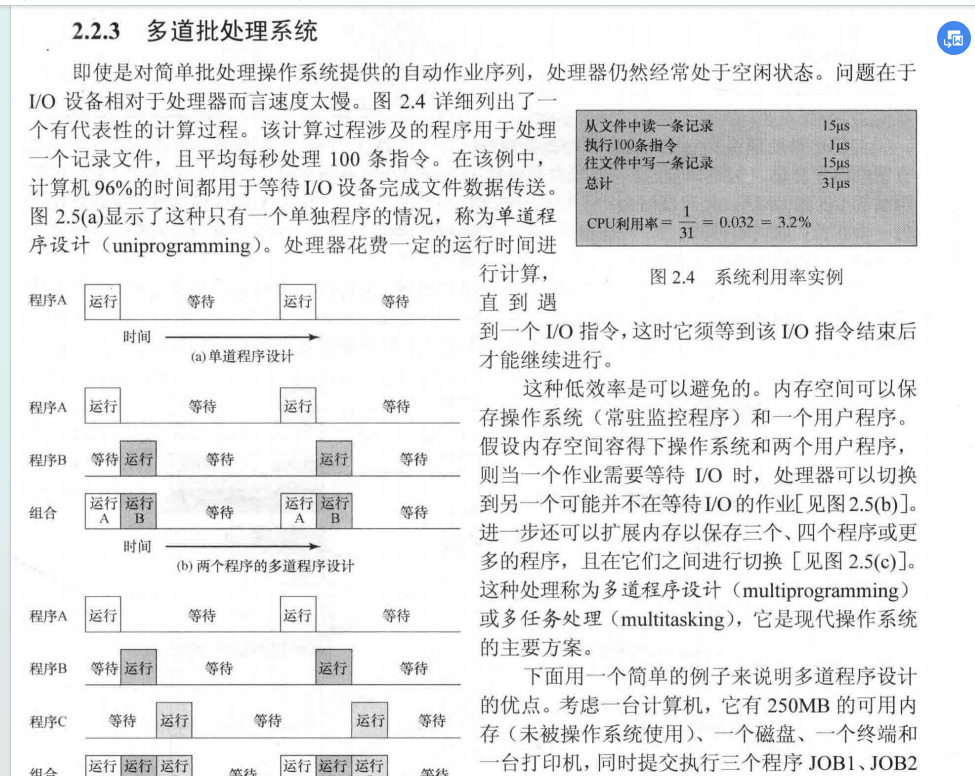 2.2.3 多道批处理系统
即使是对简单批处理操作系统提供的自动作业序列，处理器仍然经常处于空闲状态。问题在于
I/O 设备相对于处理器而言速度太慢。图 2.4 详细列出了一
个有代表性的计算过程。该计算过程涉及的程序用于处理
一个记录文件，且平均每秒处理 100 条指令。在该例中，
计算机 96%的时间都用于等待 I/O 设备完成文件数据传送。
图 2.5(a)显示了这种只有一个单独程序的情况，称为单道程
序设计（uniprogramming）。处理器花费一定的运行时间进
从文件中读一条记录 15μs
执行100条指令 1μs
往文件中写一条记录 15μs
总计 31μs
CPU利用率 = 1/31 = 0.032 = 3.2%
图 2.4 系统利用率实例
行计算，
直到遇
到一个 I/O 指令，这时它须等到该 I/O 指令结束后
才能继续进行。
这种低效率是可以避免的。内存空间可以保
存操作系统（常驻监控程序）和一个用户程序。
假设内存空间容得下操作系统和两个用户程序，
则当一个作业需要等待 I/O 时，处理器可以切换
到另一个可能并不在等待 I/O 的作业[见图 2.5(b)]。
进一步还可以扩展内存以保存三个、四个程序或更
多的程序，且在它们之间进行切换［见图 2.5(c)］。
这种处理称为多道程序设计（multiprogramming）
或多任务处理（multitasking），它是现代操作系统
的主要方案。
下面用一个简单的例子来说明多道程序设计
的优点。考虑一台计算机，它有 250MB 的可用内
存（未被操作系统使用）、一个磁盘、一个终端和
一台打印机，同时提交执行三个程序 JOB1、JOB2
程序A 运行 等待 运行 等待
时间
(a) 单道程序设计
程序A 运行 等待 运行 等待
程序B 等待 运行 等待 运行 等待
组合 运行A 运行B 等待 运行A 运行B 等待
时间
(b) 两个程序的多道程序设计
程序A 运行 等待 运行 等待
程序B 等待 运行 等待 运行 等待
程序C 等待 运行 等待 运行 等待
组合 运行 运行 运行 等待 运行 运行 运行 等待